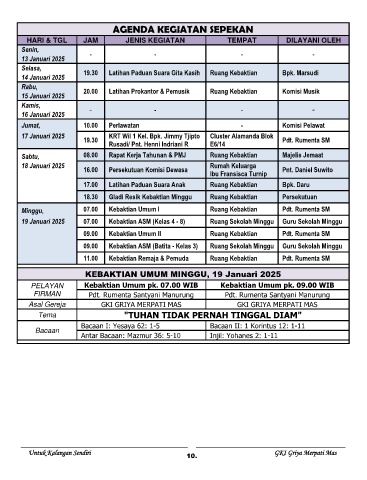 AGENDA KEGIATAN SEPEKAN
HARI & TGL JAM JENIS KEGIATAN TEMPAT DILAYANI OLEH
Senin,
13 Januari 2025 - - - -
Selasa,
14 Januari 2025 19.30 Latihan Paduan Suara Gita Kasih Ruang Kebaktian Bpk. Marsudi
Rabu,
15 Januari 2025 20.00 Latihan Prokantor & Pemusik Ruang Kebaktian Komisi Musik
Kamis,
16 Januari 2025 - - - -
Jumat, 10.00 Perlawatan - Komisi Pelawat
17 Januari 2025 19.30 KRT Wil 1 Kel. Bpk. Jimmy Tjipto Rusadi/ Pnt. Henni Indriani R Cluster Alamanda Blok E6/14 Pdt. Rumenta SM
Sabtu, 08.00 Rapat Kerja Tahunan & PMJ Ruang Kebaktian Majelis Jemaat
18 Januari 2025 16.00 Persekutuan Komisi Dewasa Rumah Keluarga Ibu Fransisca Turnip Pnt. Daniel Suwito
17.00 Latihan Paduan Suara Anak Ruang Kebaktian Bpk. Daru
18.30 Gladi Resik Kebaktian Minggu Ruang Kebaktian Persekutuan
Minggu, 07.00 Kebaktian Umum I Ruang Kebaktian Pdt. Rumenta SM
19 Januari 2025 07.00 Kebaktian ASM (Kelas 4 - 8) Ruang Sekolah Minggu Guru Sekolah Minggu
09.00 Kebaktian Umum II Ruang Kebaktian Pdt. Rumenta SM
09.00 Kebaktian ASM (Batita - Kelas 3) Ruang Sekolah Minggu Guru Sekolah Minggu
11.00 Kebaktian Remaja & Pemuda Ruang Kebaktian Pdt. Rumenta SM
KEBAKTIAN UMUM MINGGU, 19 Januari 2025
PELAYAN FIRMAN Kebaktian Umum pk. 07.00 WIB Kebaktian Umum pk. 09.00 WIB
Pdt. Rumenta Santyani Manurung Pdt. Rumenta Santyani Manurung
Asal Gereja GKI GRIYA MERPATI MAS GKI GRIYA MERPATI MAS
Tema "TUHAN TIDAK PERNAH TINGGAL DIAM"
Bacaan Bacaan I: Yesaya 62: 1-5 Bacaan II: 1 Korintus 12: 1-11
Antar Bacaan: Mazmur 36: 5-10 Injil: Yohanes 2: 1-11
Untuk Kalangan Sendiri 10. GKI Griya Merpati Mas